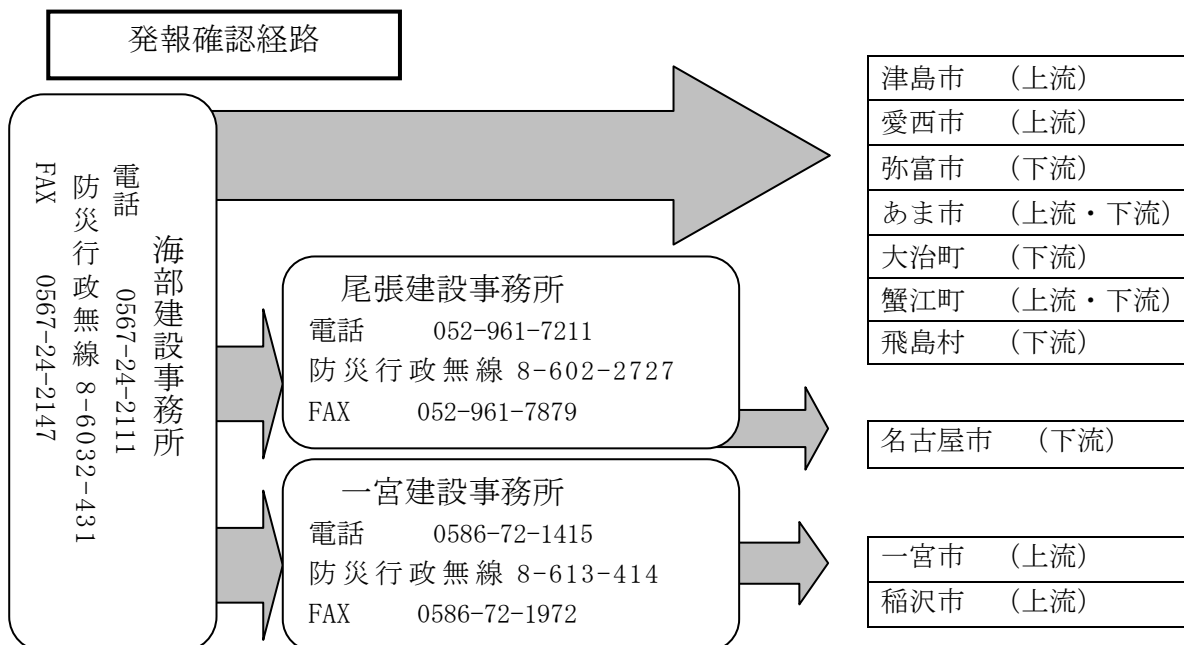 発報確認経路
海部建設事務所
電話 0567-24-2111
防災行政無線 8-6032-431
FAX 0567-24-2147
尾張建設事務所
電話 052-961-7211
防災行政無線 8-602-2727
FAX 052-961-7879
一宮建設事務所
電話 0586-72-1415
防災行政無線 8-613-414
FAX 0586-72-1972
津島市 （上流）
愛西市 （上流）
弥富市 （下流）
あま市 （上流・下流）
大治町 （下流）
蟹江町 （上流・下流）
飛島村 （下流）
名古屋市 （下流）
一宮市 （上流）
稲沢市 （上流）